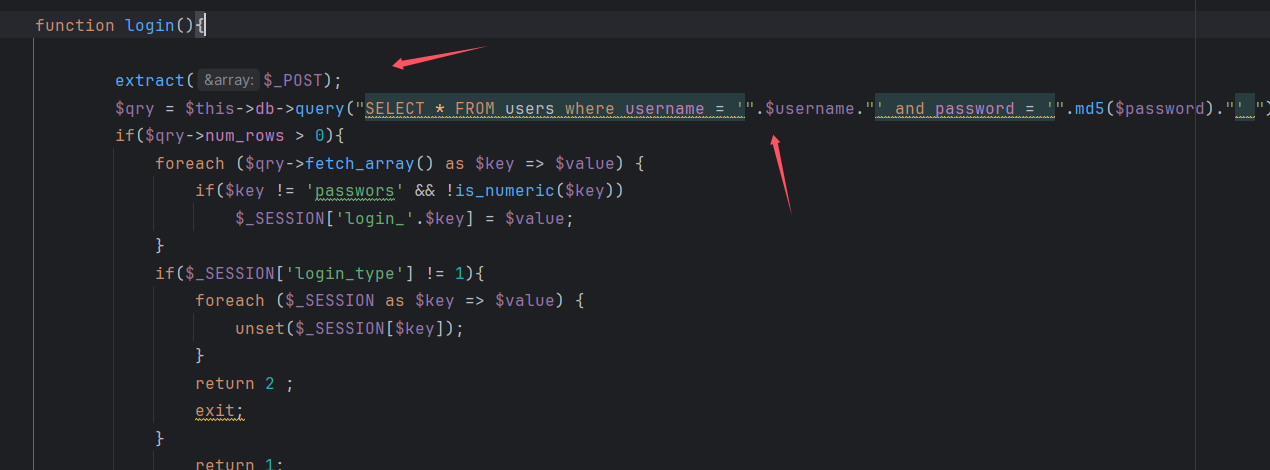 function login(){
extract( &array: $_POST);
$qry = $this->db->query("SELECT * FROM users where username = '".$username."' and password = '".md5($password)."' ")
if($qry->num_rows > 0){
foreach ($qry->fetch_array() as $key => $value) {
if($key != 'passwors' && !is_numeric($key))
$_SESSION['login_'.$key] = $value;
}
if($_SESSION['login_type'] != 1){
foreach ($_SESSION as $key => $value) {
unset($_SESSION[$key]);
}
return 2 ;
exit;
}
return 1;